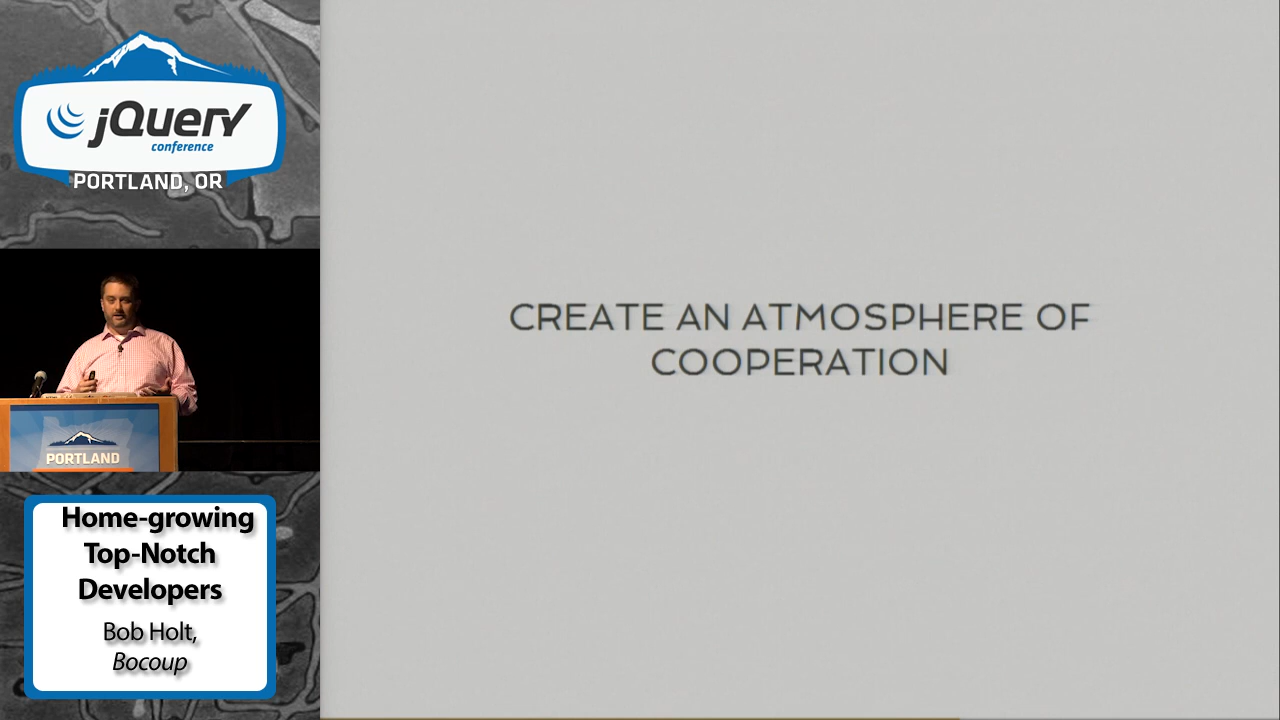 jQuery
conference
PORTLAND, OR
CREATE AN ATMOSPHERE OF
COOPERATION
PORTLAND
Home-growing
Top-Notch
Developers
Bob Holt,
Bocoup